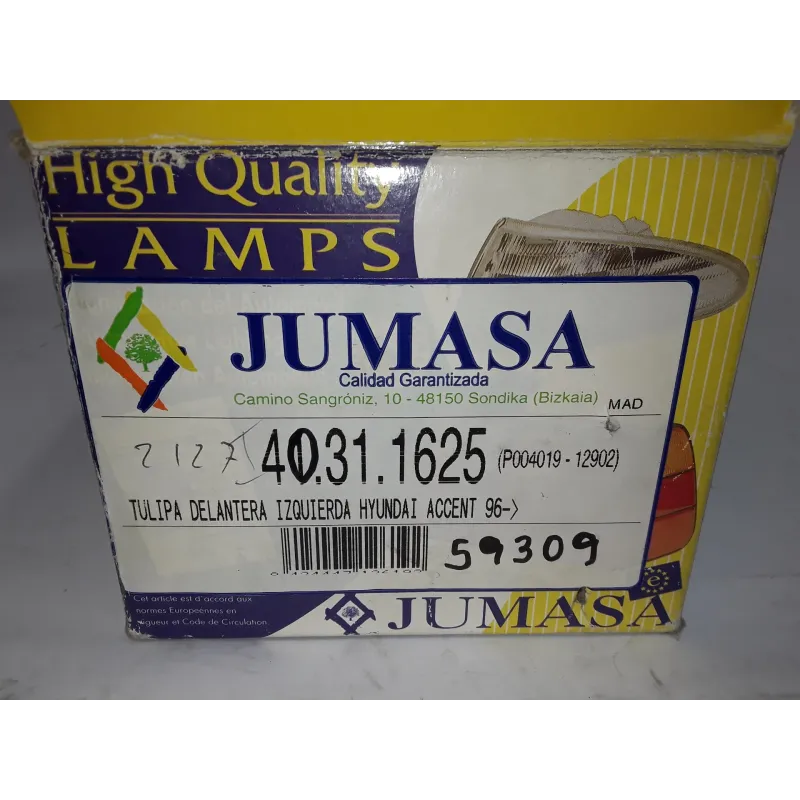 High Quality
LAMPS
JUMASA
Calidad Garantizada
Camino Sangróniz, 10 - 48150 Sondika (Bizkaia)
MAD
2127
40.31.1625 (P004019 - 12902)
TULIPA DELANTERA IZQUIERDA HYUNDAI ACCENT 96->
59309
Cet article est d'accord aux
normes Européennes en
vigueur et Code de Circulation.
JUMASA
e